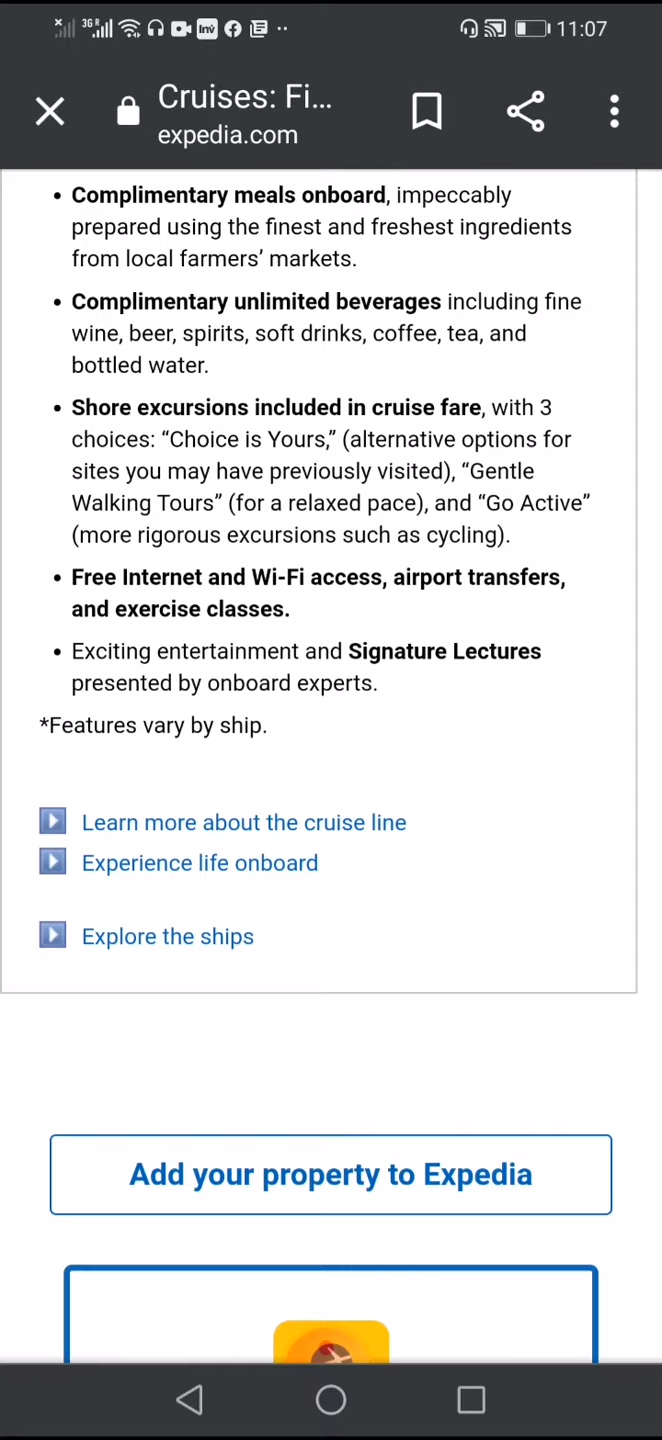 3G R
inv
11:07
Cruises: Fi...
expedia.com
• Complimentary meals onboard, impeccably
prepared using the finest and freshest ingredients
from local farmers’ markets.
• Complimentary unlimited beverages including fine
wine, beer, spirits, soft drinks, coffee, tea, and
bottled water.
• Shore excursions included in cruise fare, with 3
choices: “Choice is Yours,” (alternative options for
sites you may have previously visited), “Gentle
Walking Tours” (for a relaxed pace), and “Go Active”
(more rigorous excursions such as cycling).
• Free Internet and Wi-Fi access, airport transfers,
and exercise classes.
• Exciting entertainment and Signature Lectures
presented by onboard experts.
*Features vary by ship.
Learn more about the cruise line
Experience life onboard
Explore the ships
Add your property to Expedia